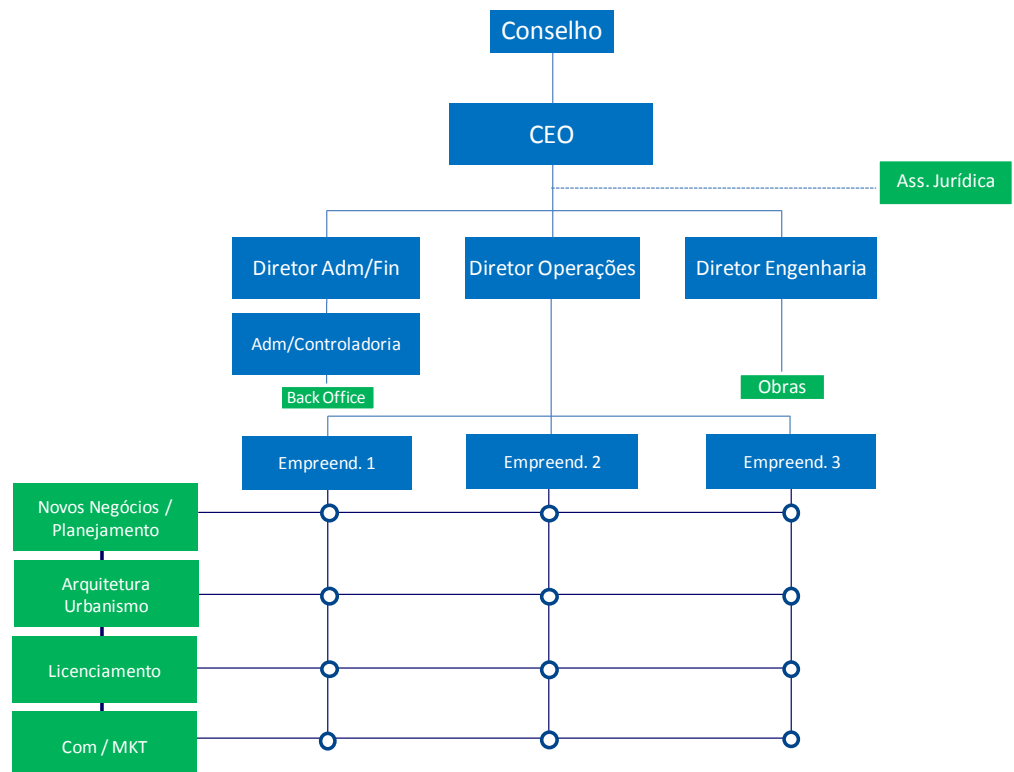 Conselho
CEO
Ass. Jurídica
Diretor Adm/Fin
Diretor Operações
Diretor Engenharia
Adm/Controladoria
Back Office
Obras
Empreend. 1
Empreend. 2
Empreend. 3
Novos Negócios /
Planejamento
Arquitetura
Urbanismo
Licenciamento
Com / MKT